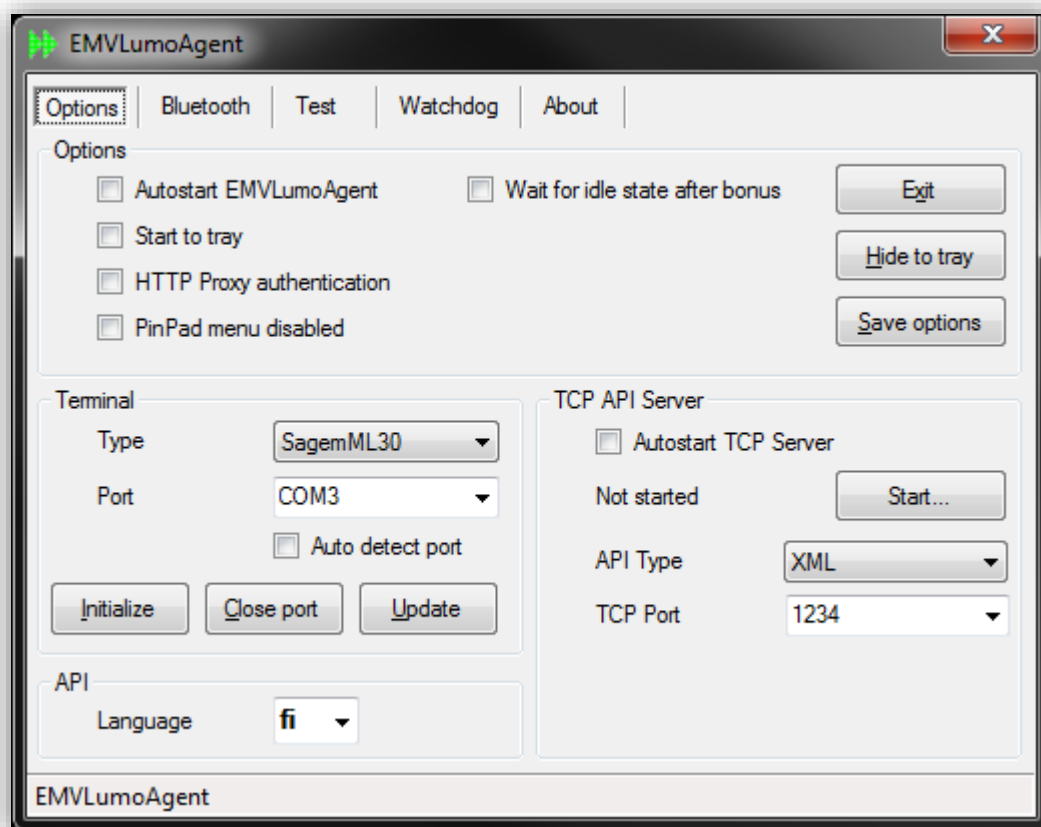 EMVLumoAgent
x
Options Bluetooth Test Watchdog About
Options
Autostart EMVLumoAgent Wait for idle state after bonus Exit
Start to tray
Hide to tray
HTTP Proxy authentication
PinPad menu disabled Save options
Terminal
Type SagemML30
Port COM3
Auto detect port
Initialize Close port Update
TCP API Server
Autostart TCP Server
Not started Start...
API Type XML
TCP Port 1234
API
Language fi
EMVLumoAgent